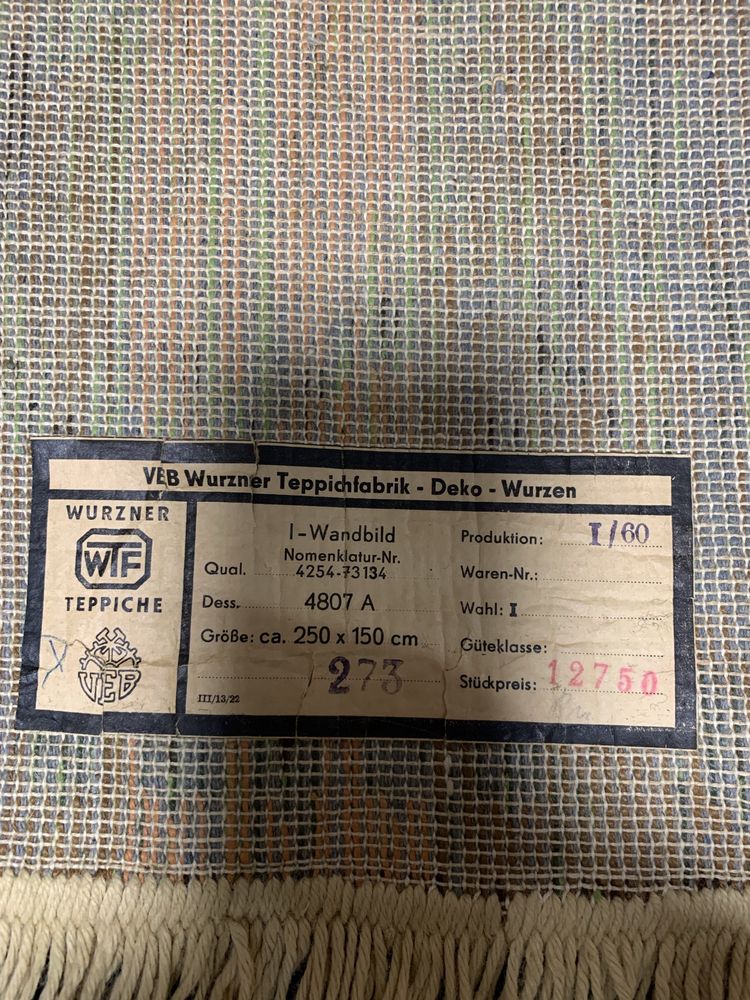 VEB Wurzner Teppichfabrik - Deko - Wurzen
WURZNER
WTF
TEPPICHE
VEB
I-Wandbild
Nomenklatur-Nr.
Qual. 4254-73134
Dess. 4807 A
Größe: ca. 250 x 150 cm
273
III/13/22
Produktion: I/60
Waren-Nr.:
Wahl: I
Güteklasse:
Stückpreis: 12750